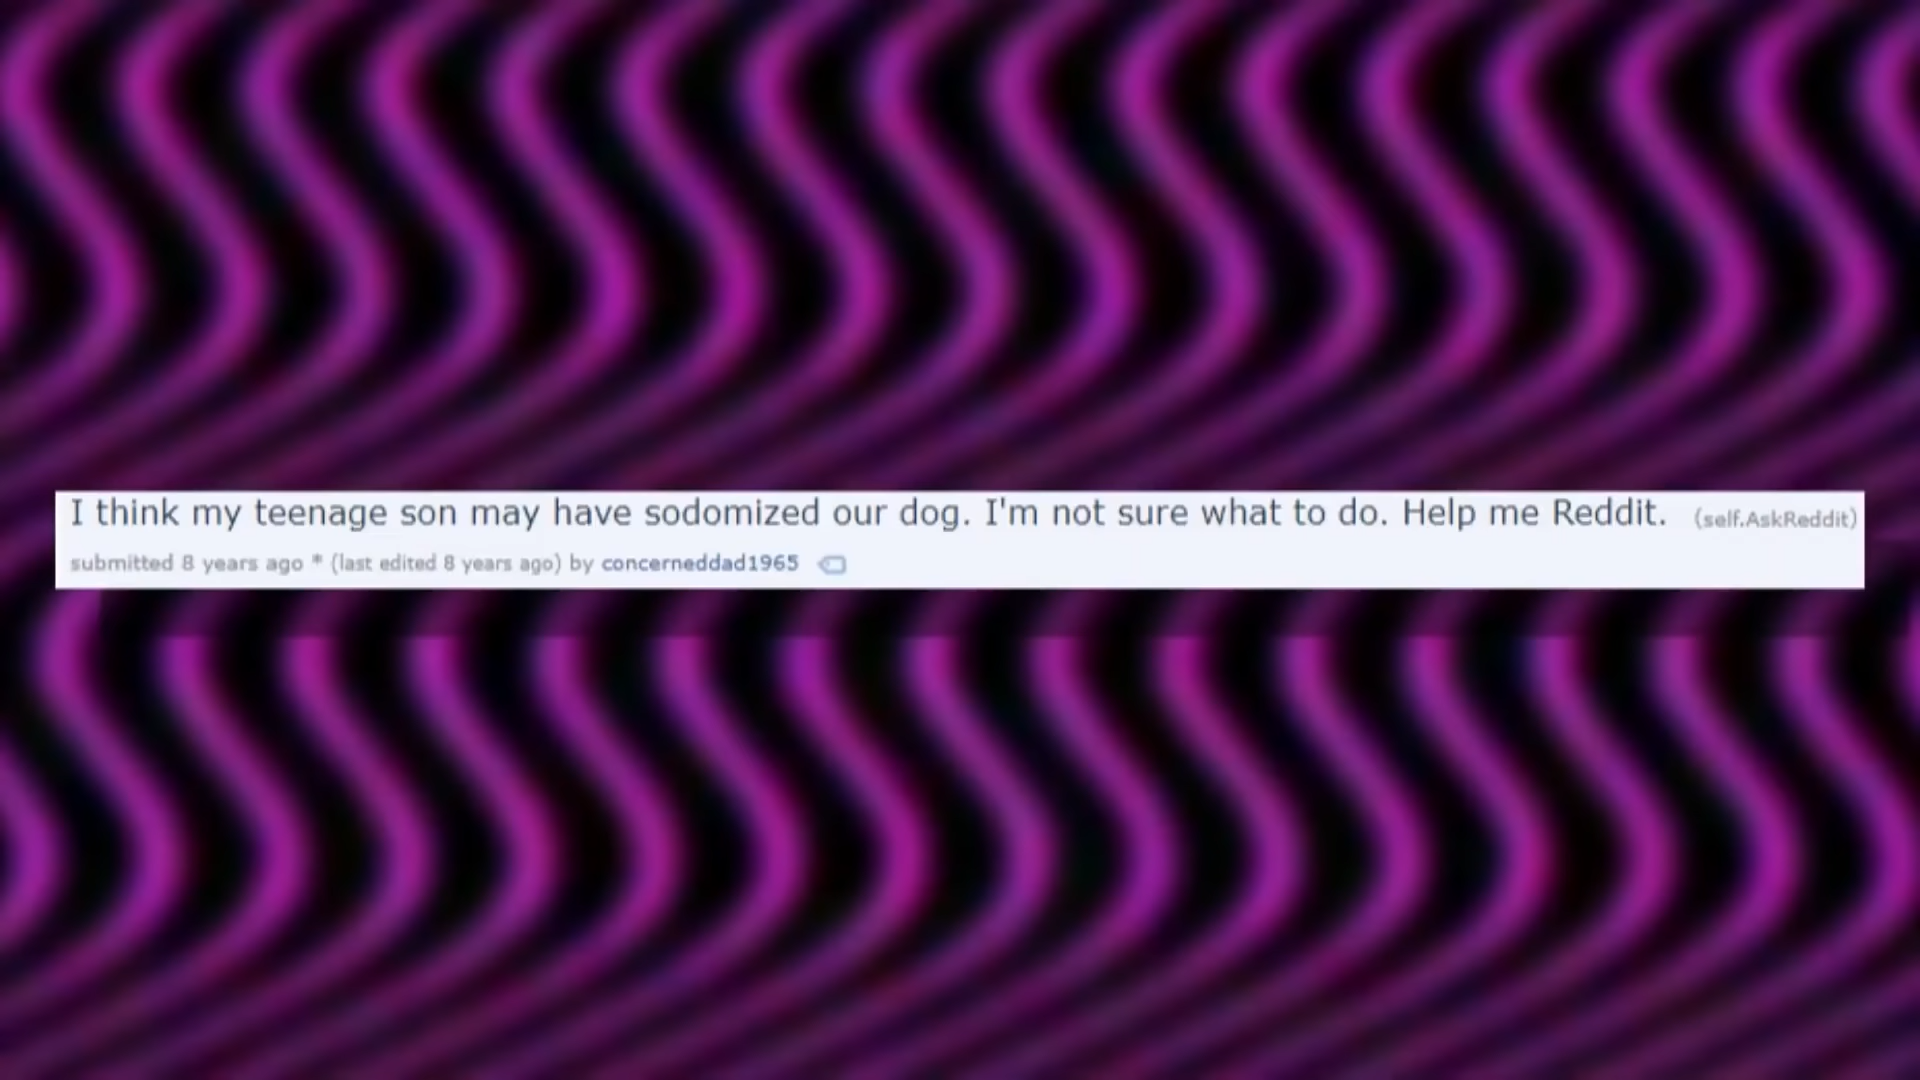 I think my teenage son may have sodomized our dog. I'm not sure what to do. Help me Reddit. (self.AskReddit)
submitted 8 years ago * (last edited 8 years ago) by concerneddad1965